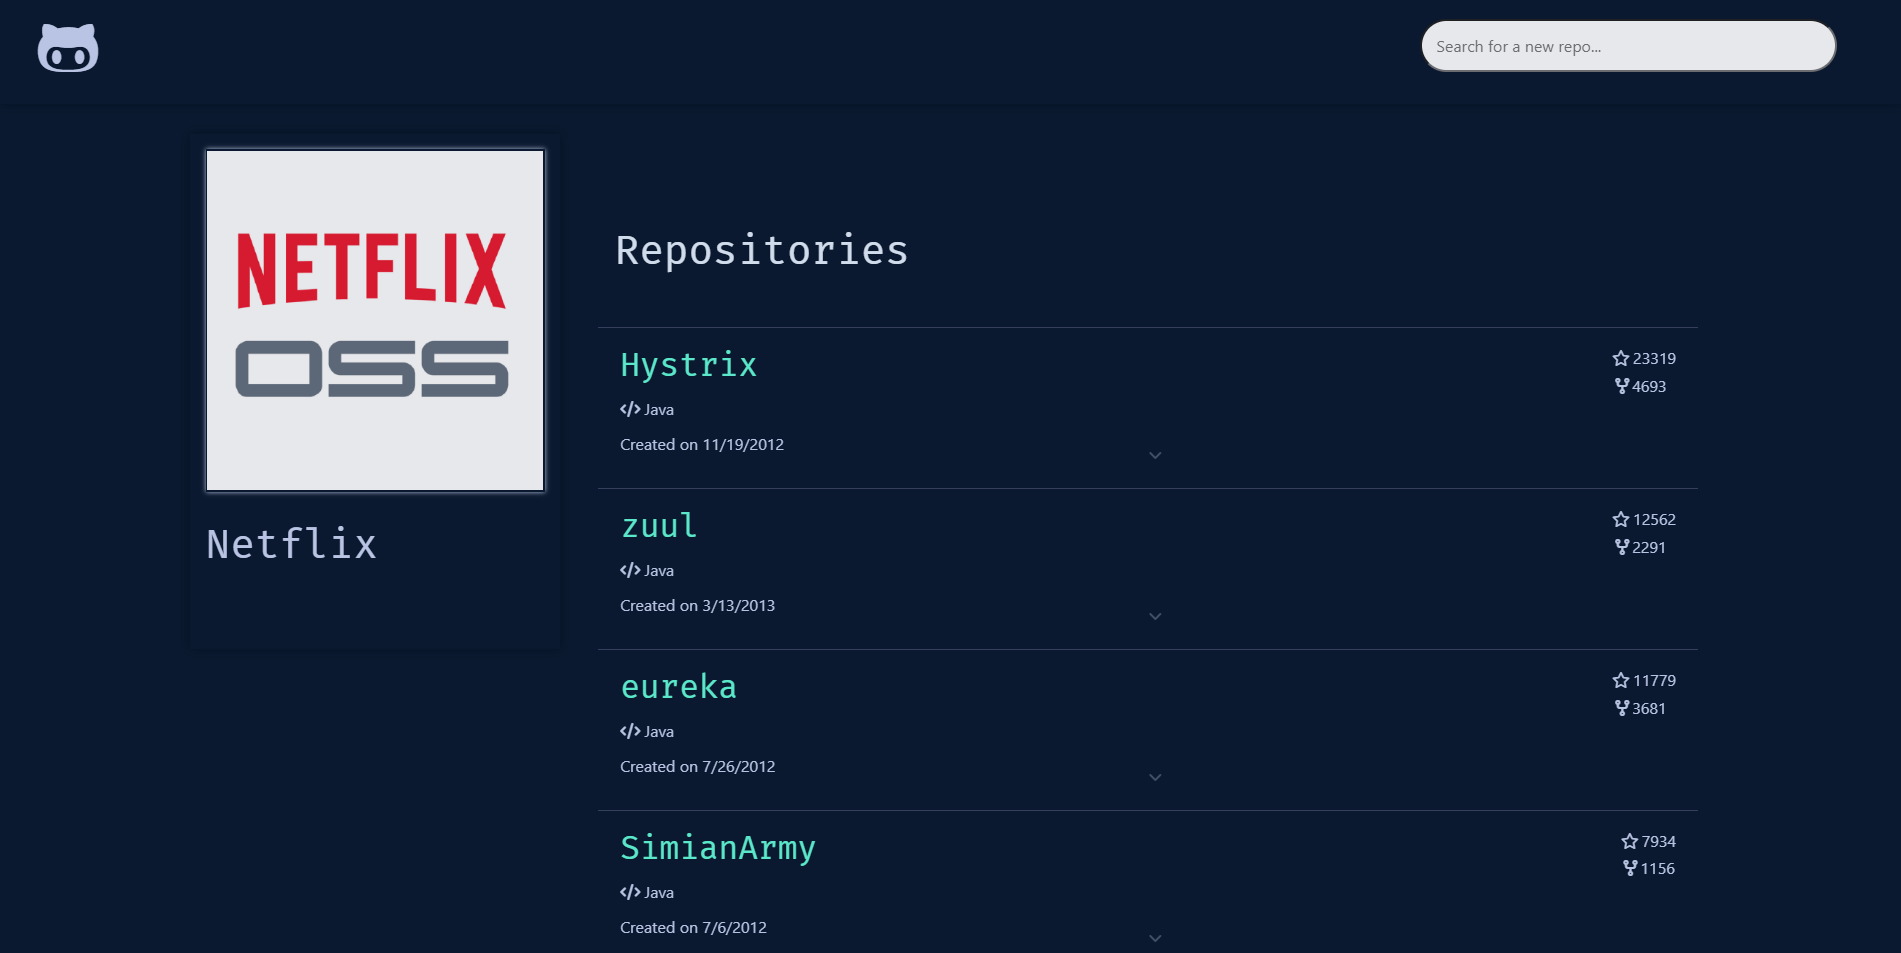 Search for a new repo...
NETFLIX
OSS
Netflix
Repositories
Hystrix
23319
4693
Java
Created on 11/19/2012
zuul
12562
2291
Java
Created on 3/13/2013
eureka
11779
3681
Java
Created on 7/26/2012
SimianArmy
7934
1156
Java
Created on 7/6/2012